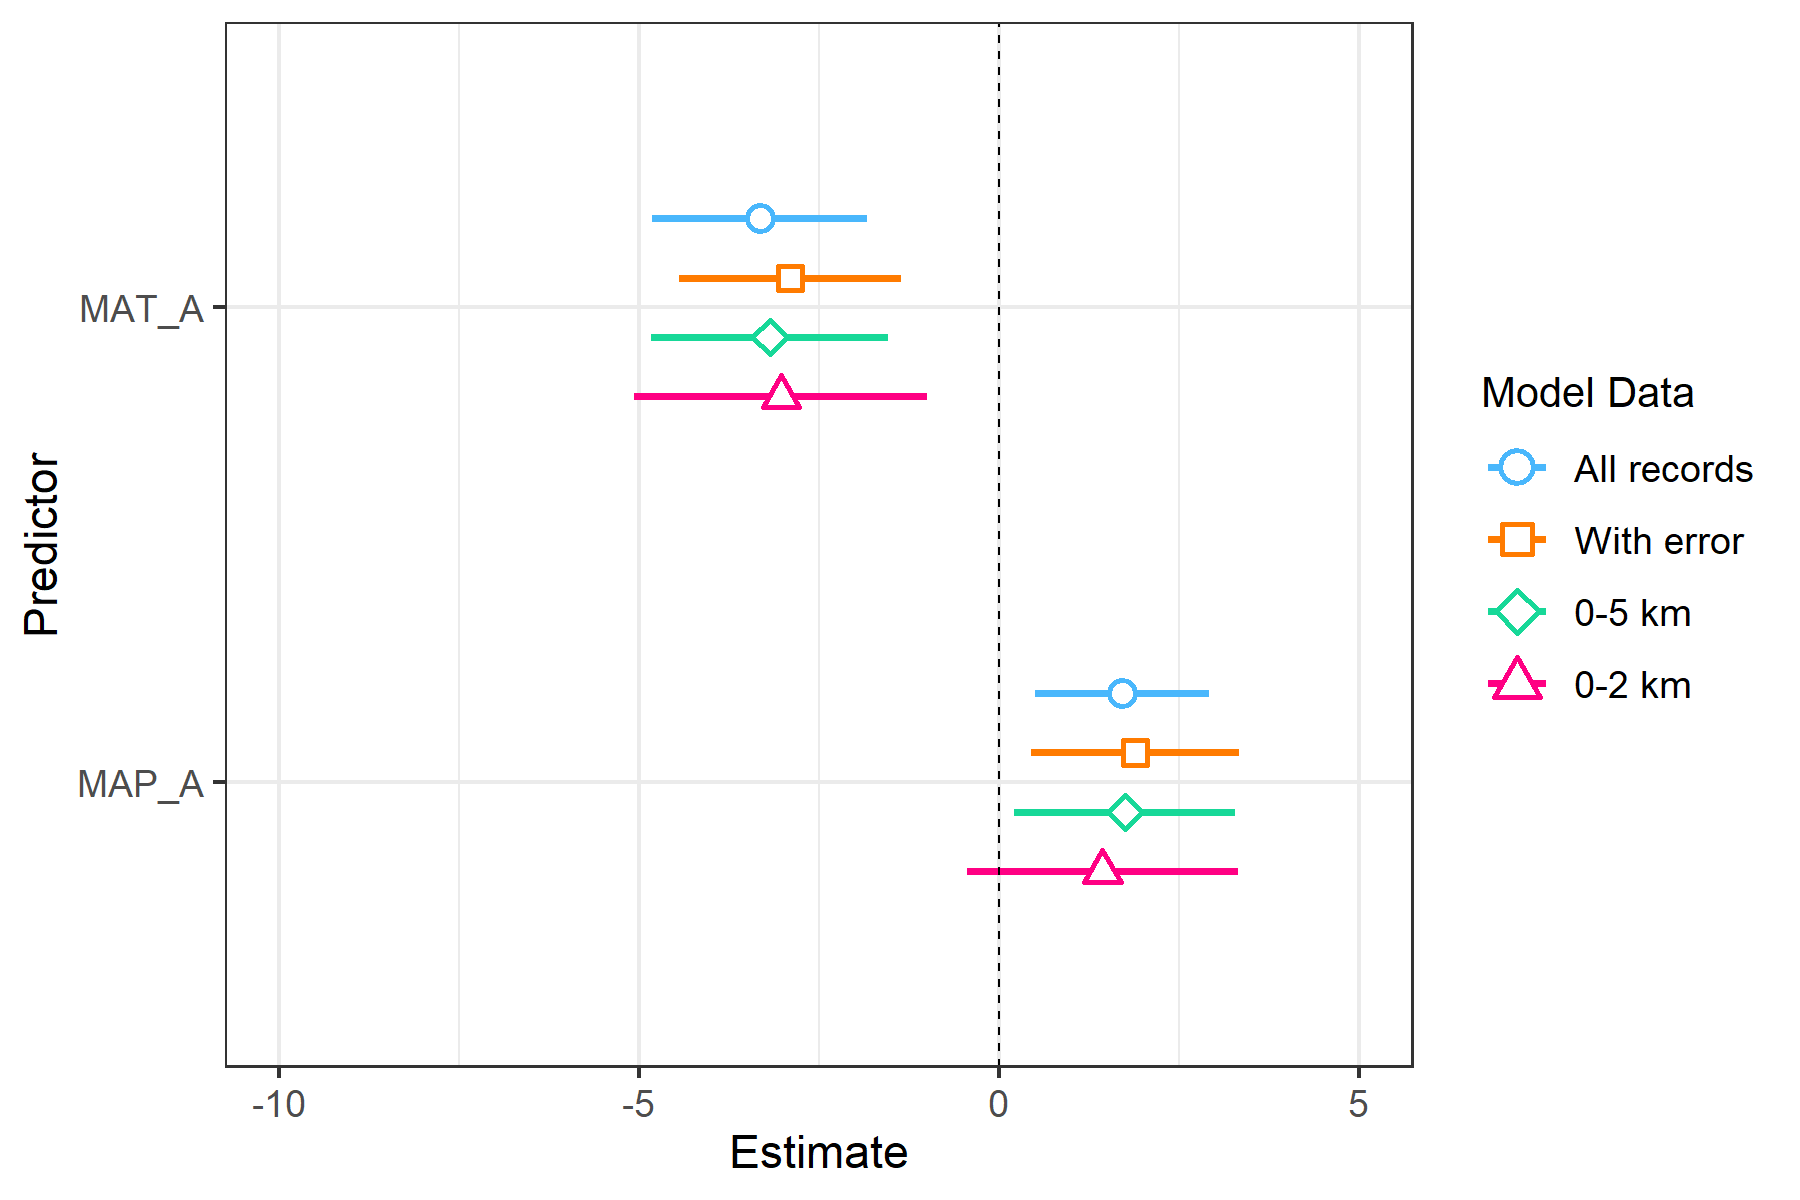 MAT_A
MAP_A
Predictor
-10
-5
0
5
Estimate
Model Data
All records
With error
0-5 km
0-2 km